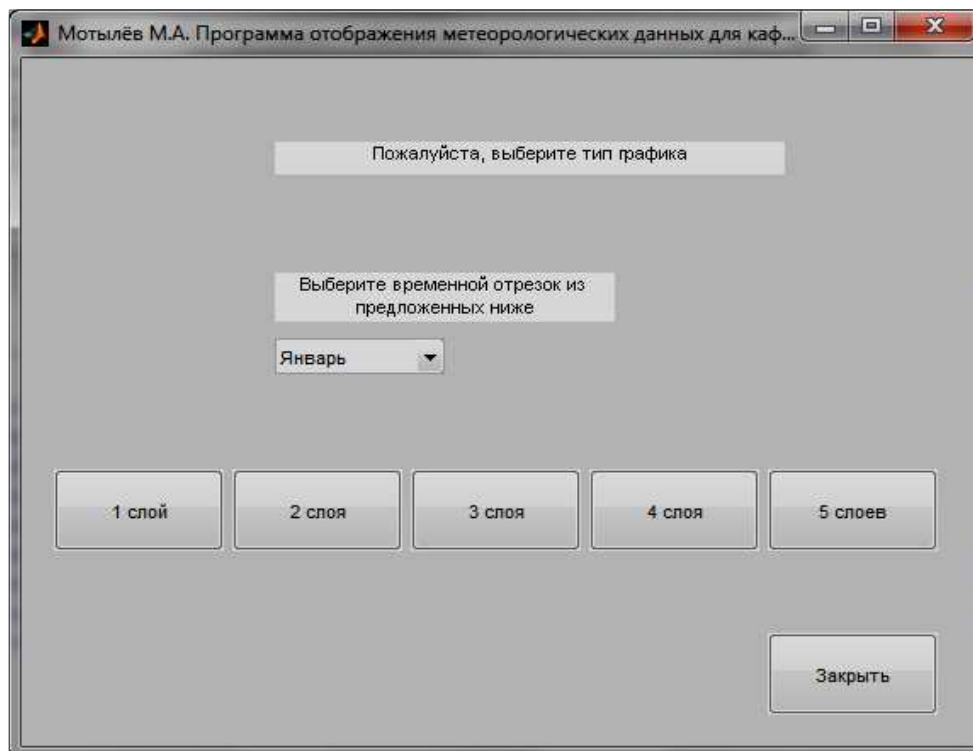 Мотылёв М.А. Программа отображения метеорологических данных для каф...
Пожалуйста, выберите тип графика
Выберите временной отрезок из
предложенных ниже
Январь
1 слой
2 слоя
3 слоя
4 слоя
5 слоев
Закрыть